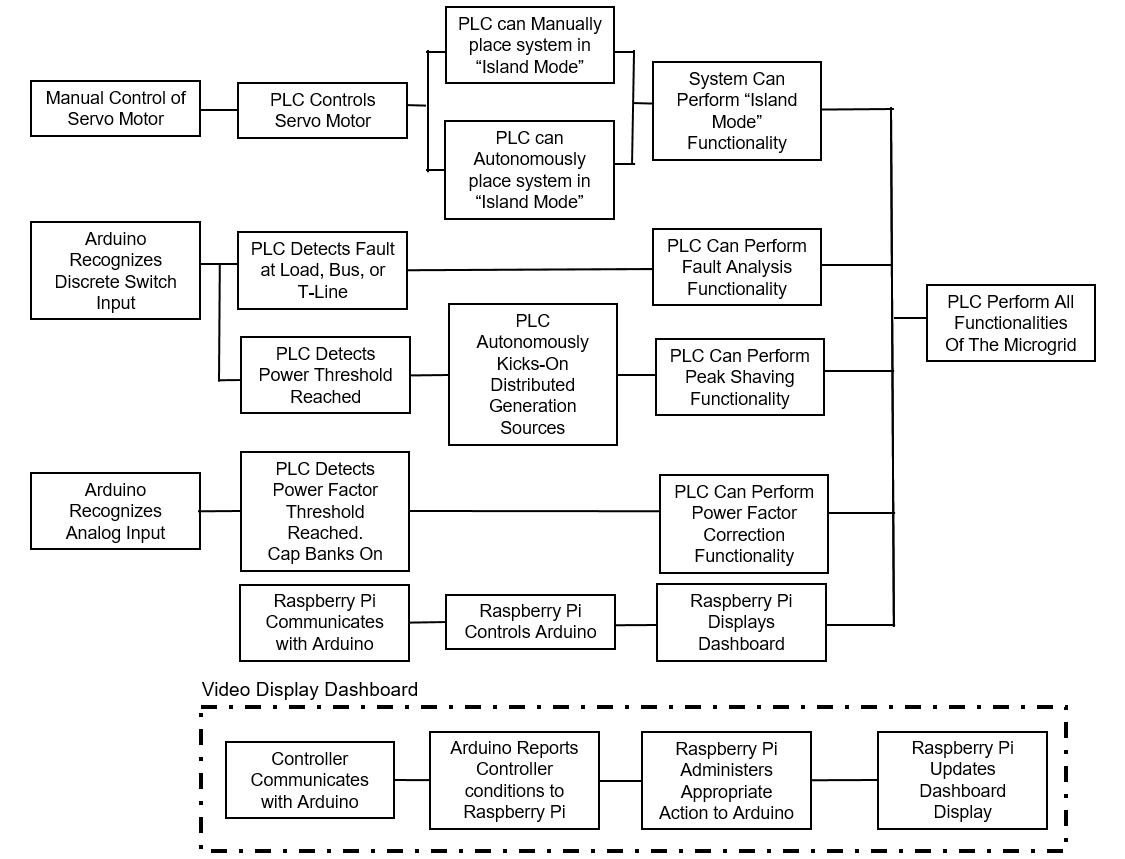 Manual Control of
Servo Motor
PLC Controls
Servo Motor
PLC can Manually
place system in
“Island Mode”
PLC can
Autonomously
place system in
“Island Mode”
System Can
Perform “Island
Mode”
Functionality
Arduino
Recognizes
Discrete Switch
Input
PLC Detects Fault
at Load, Bus, or
T-Line
PLC Can Perform
Fault Analysis
Functionality
PLC Detects
Power Threshold
Reached
PLC
Autonomously
Kicks-On
Distributed
Generation
Sources
PLC Can Perform
Peak Shaving
Functionality
PLC Perform All
Functionalities
Of The Microgrid
Arduino
Recognizes
Analog Input
PLC Detects
Power Factor
Threshold
Reached.
Cap Banks On
PLC Can Perform
Power Factor
Correction
Functionality
Raspberry Pi
Communicates
with Arduino
Raspberry Pi
Controls Arduino
Raspberry Pi
Displays
Dashboard
Video Display Dashboard
Controller
Communicates
with Arduino
Arduino Reports
Controller
conditions to
Raspberry Pi
Raspberry Pi
Administers
Appropriate
Action to Arduino
Raspberry Pi
Updates
Dashboard
Display